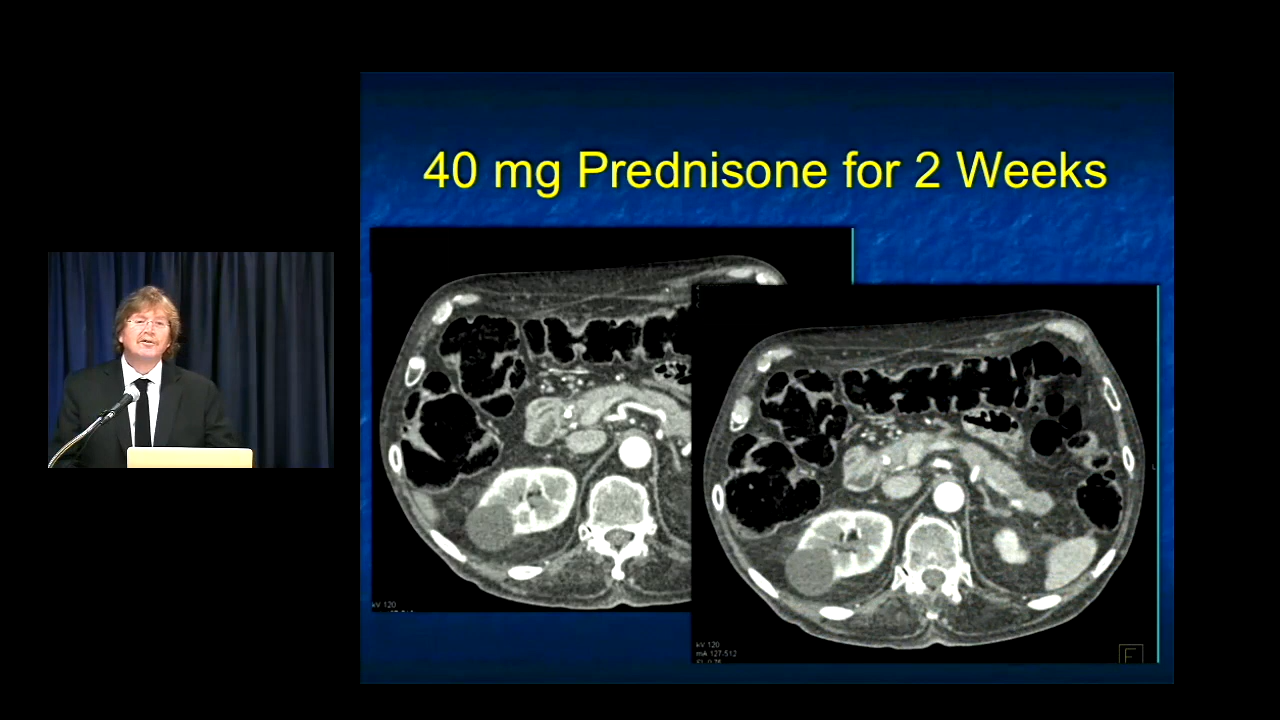 40 mg Prednisone for 2 Weeks
kV 120
kV 120
mA 127-512
F